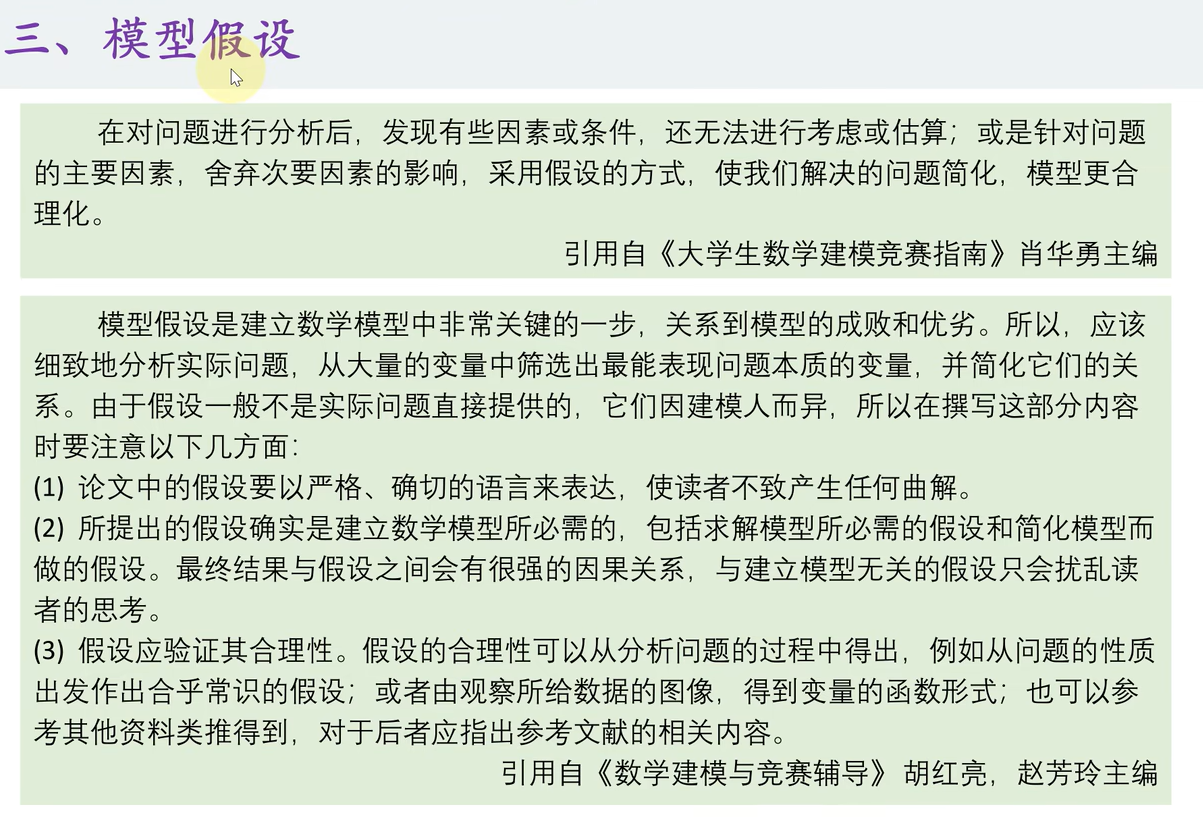 三、模型假设
在对问题进行分析后，发现有些因素或条件，还无法进行考虑或估算；或是针对问题
的主要因素，舍弃次要因素的影响，采用假设的方式，使我们解决的问题简化，模型更合
理化。
引用自《大学生数学建模竞赛指南》肖华勇主编
模型假设是建立数学模型中非常关键的一步，关系到模型的成败和优劣。所以，应该
细致地分析实际问题，从大量的变量中筛选出最能表现问题本质的变量，并简化它们的关
系。由于假设一般不是实际问题直接提供的，它们因建模人而异，所以在撰写这部分内容
时要注意以下几方面：
(1) 论文中的假设要以严格、确切的语言来表达，使读者不致产生任何曲解。
(2) 所提出的假设确实是建立数学模型所必需的，包括求解模型所必需的假设和简化模型而
做的假设。最终结果与假设之间会有很强的因果关系，与建立模型无关的假设只会扰乱读
者的思考。
(3) 假设应验证其合理性。假设的合理性可以从分析问题的过程中得出，例如从问题的性质
出发作出合乎常识的假设；或者由观察所给数据的图像，得到变量的函数形式；也可以参
考其他资料类推得到，对于后者应指出参考文献的相关内容。
引用自《数学建模与竞赛辅导》胡红亮，赵芳玲主编